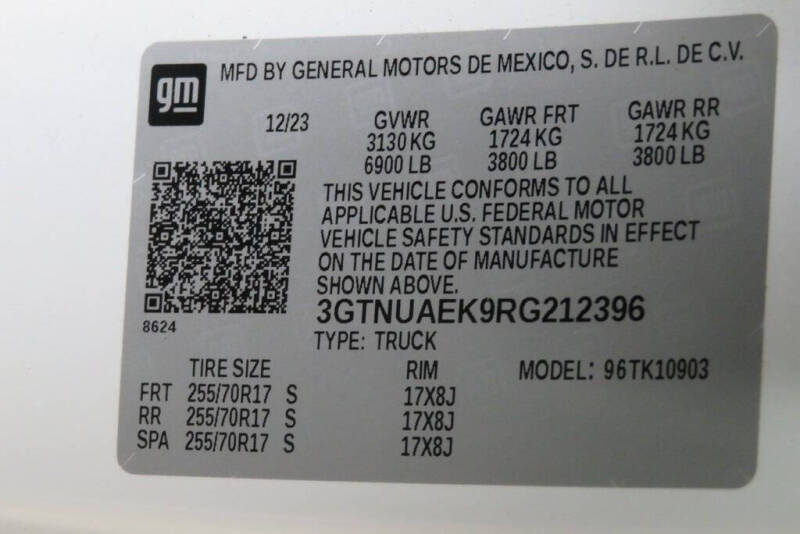 gm
MFD BY GENERAL MOTORS DE MEXICO, S. DE R.L. DE C.V.
12/23 GVWR GAWR FRT GAWR RR
3130 KG 1724 KG 1724 KG
6900 LB 3800 LB 3800 LB
THIS VEHICLE CONFORMS TO ALL
APPLICABLE U.S. FEDERAL MOTOR
VEHICLE SAFETY STANDARDS IN EFFECT
ON THE DATE OF MANUFACTURE
SHOWN ABOVE.
8624
3GTNUAEK9RG212396
TYPE: TRUCK
TIRE SIZE RIM MODEL: 96TK10903
FRT 255/70R17 S 17X8J
RR 255/70R17 S 17X8J
SPA 255/70R17 S 17X8J